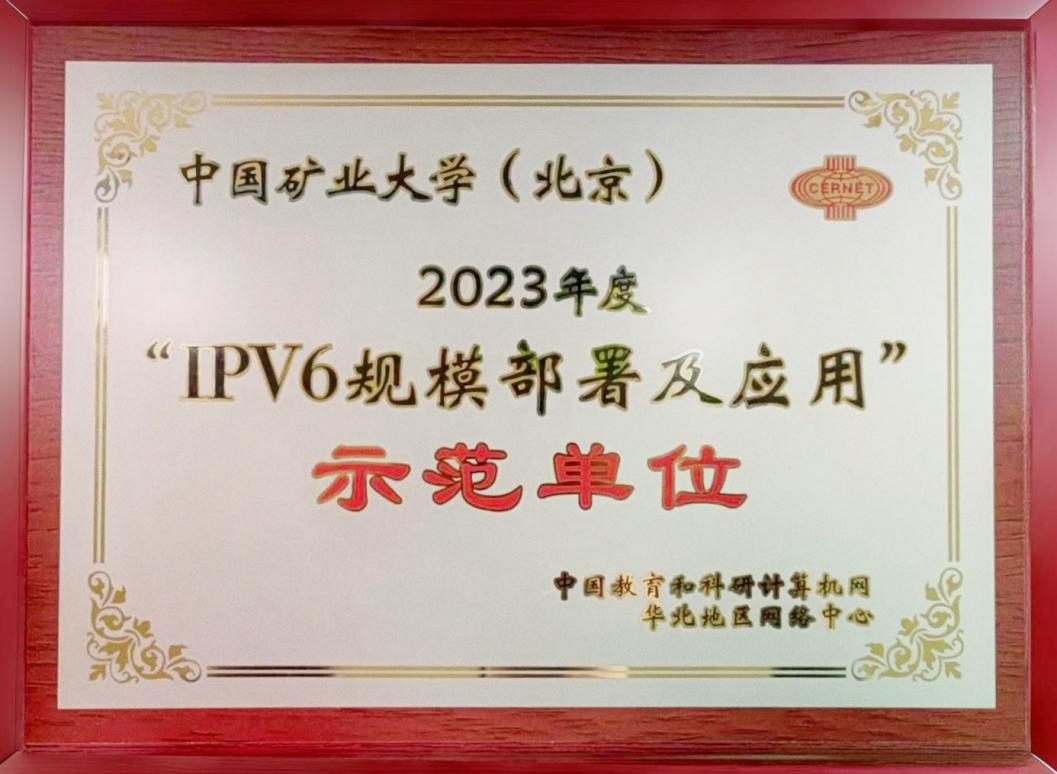 中国矿业大学（北京）
CERNET
2023年度
“IPV6规模部署及应用”
示范单位
中国教育和科研计算机网
华北地区网络中心